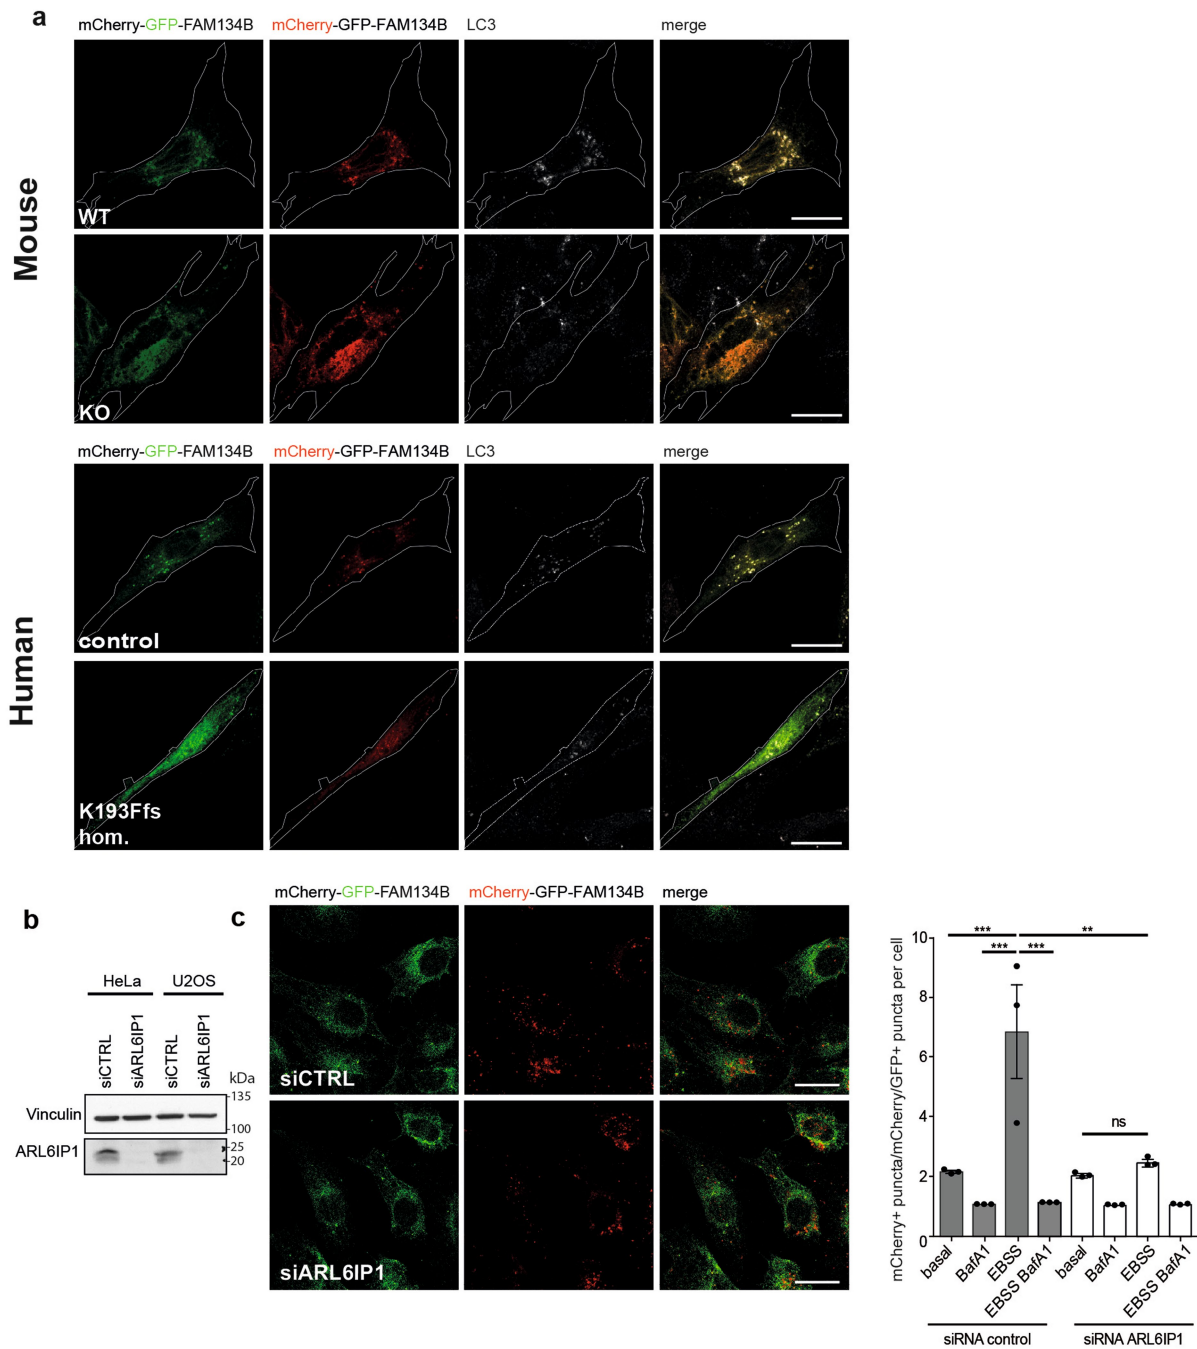 a
mCherry-GFP-FAM134B mCherry-GFP-FAM134B LC3 merge
Mouse
WT
KO
mCherry-GFP-FAM134B mCherry-GFP-FAM134B LC3 merge
Human
control
K193Ffs
hom.
b
HeLa U2OS
siCTRL siARL6IP1 siCTRL siARL6IP1
kDa
Vinculin
-135
-100
ARL6IP1
-25
-20
c
mCherry-GFP-FAM134B mCherry-GFP-FAM134B merge
siCTRL
siARL6IP1
mCherry+ puncta/mCherry/GFP+ puncta per cell
10
8
6
4
2
0
*** **
*** ***
ns
basal BafA1 EBSS EBSS BafA1 basal BafA1 EBSS EBSS BafA1
siRNA control siRNA ARL6IP1